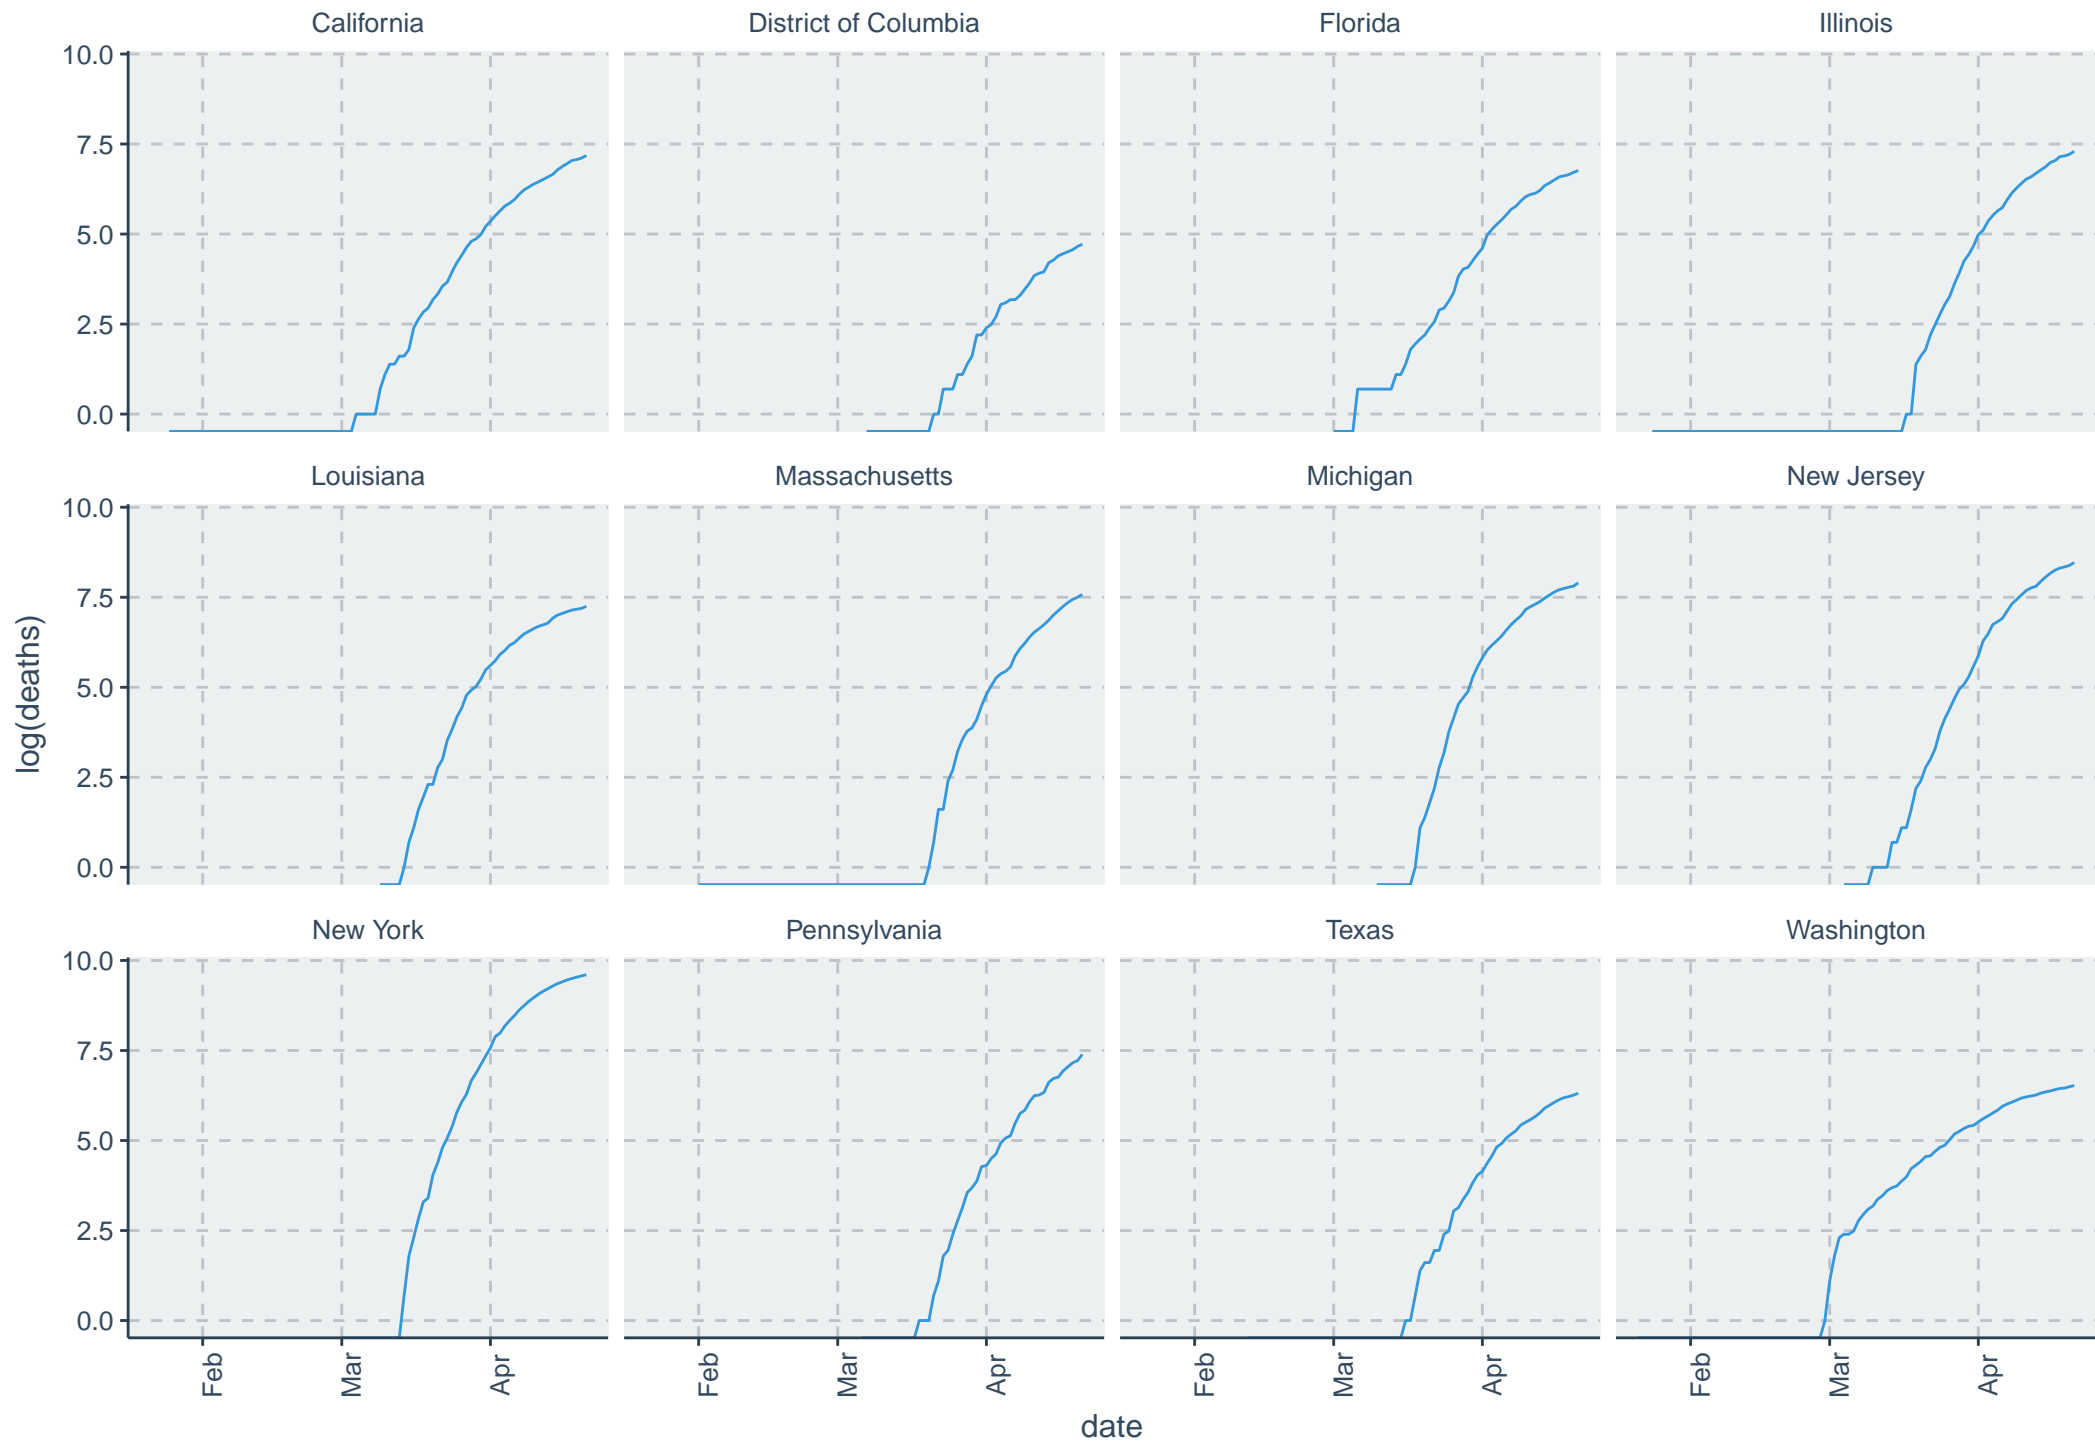 California
District of Columbia
Florida
Illinois
10.0
7.5
5.0
2.5
0.0
Louisiana
Massachusetts
Michigan
New Jersey
10.0
7.5
5.0
2.5
0.0
log(deaths)
New York
Pennsylvania
Texas
Washington
10.0
7.5
5.0
2.5
0.0
Feb
Mar
Apr
Feb
Mar
Apr
Feb
Mar
Apr
Feb
Mar
Apr
date